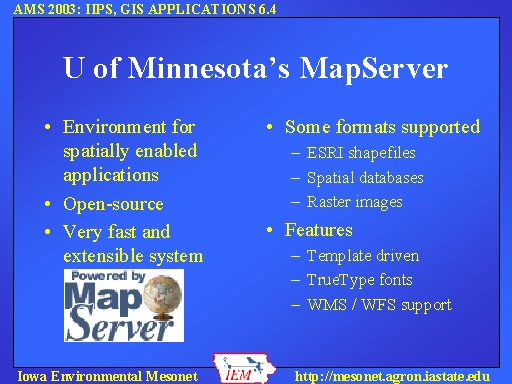 AMS 2003: IIPS, GIS APPLICATIONS 6.4
U of Minnesota's MapServer
• Environment for
spatially enabled
applications
• Open-source
• Very fast and
extensible system
Powered by
Map
Server
• Some formats supported
– ESRI shapefiles
– Spatial databases
– Raster images
• Features
– Template driven
– TrueType fonts
– WMS / WFS support
Iowa Environmental Mesonet
IEM
http://mesonet.agron.iastate.edu